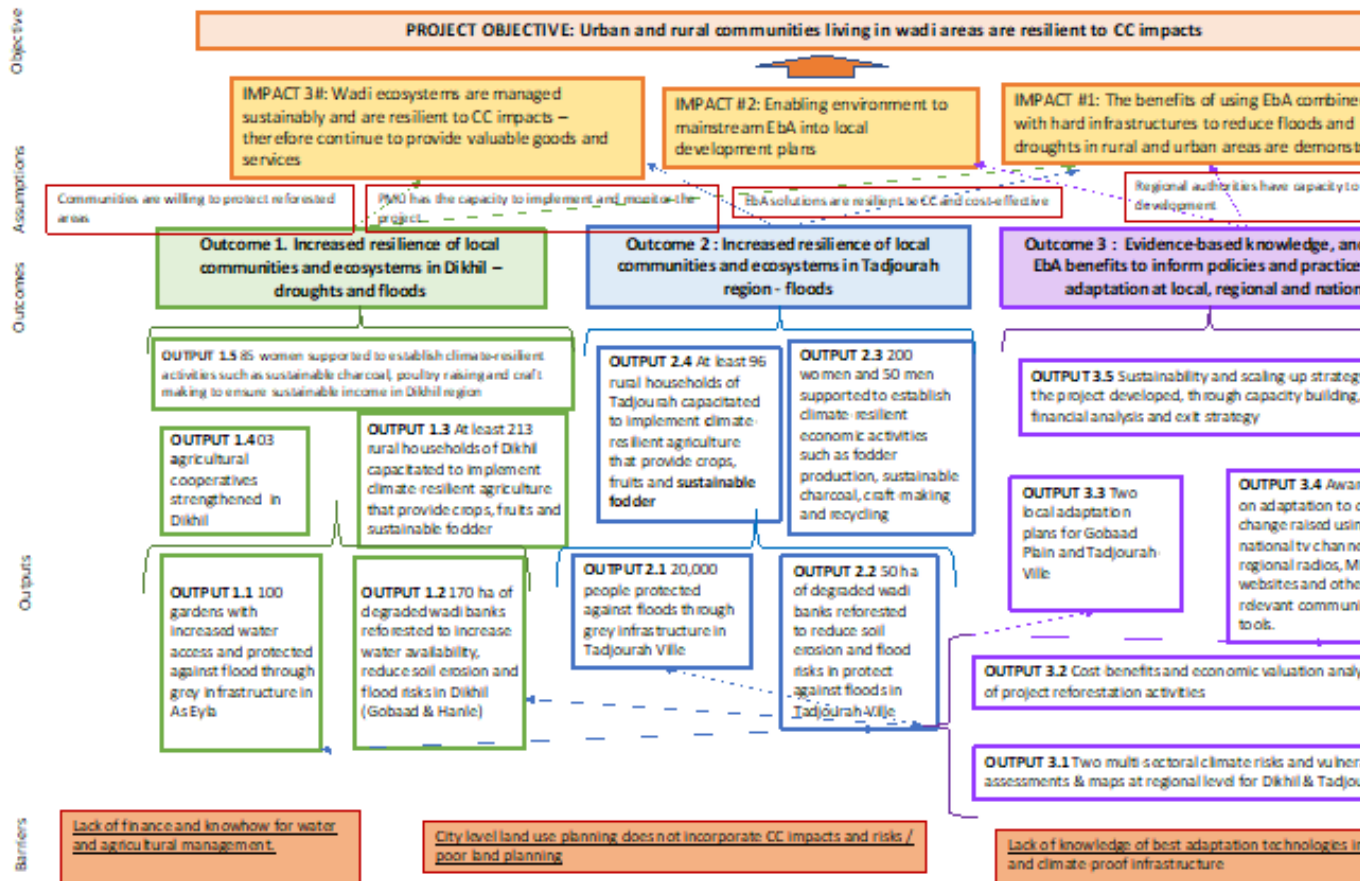 Objective
PROJECT OBJECTIVE: Urban and rural communities living in wadi areas are resilient to CC impacts
IMPACT 3#: Wadi ecosystems are managed
sustainably and are resilient to CC impacts –
therefore continue to provide valuable goods and
services
IMPACT #2: Enabling environment to
mainstream EbA into local
development plans
IMPACT #1: The benefits of using EbA combine
with hard infrastructures to reduce floods and
droughts in rural and urban areas are demonst
Assumptions
Communities are willing to protect reforested
areas
PMO has the capacity to implement and monitor the
project
EbA solutions are resilient to CC and cost-effective
Regional authorities have capacity to
development
Outcomes
Outcome 1. Increased resilience of local
communities and ecosystems in Dikhil –
droughts and floods
Outcome 2 : Increased resilience of local
communities and ecosystems in Tadjourah
region - floods
Outcome 3 : Evidence-based knowledge, and
EbA benefits to inform policies and practice
adaptation at local, regional and nation
Outputs
OUTPUT 1.5 85 women supported to establish climate-resilient
activities such as sustainable charcoal, poultry raising and craft
making to ensure sustainable income in Dikhil region
OUTPUT 1.4 03
agricultural
cooperatives
strengthened in
Dikhil
OUTPUT 1.3 At least 213
rural households of Dikhil
capacitated to implement
climate-resilient agriculture
that provide crops, fruits and
sustainable fodder
OUTPUT 2.4 At least 96
rural households of
Tadjourah capacitated
to implement climate-
resilient agriculture
that provide crops,
fruits and sustainable
fodder
OUTPUT 2.3 200
women and 50 men
supported to establish
climate-resilient
economic activities
such as fodder
production, sustainable
charcoal, craft-making
and recycling
OUTPUT 3.5 Sustainability and scaling up strategy
the project developed, through capacity building,
financial analysis and exit strategy
OUTPUT 3.3 Two
local adaptation
plans for Gobaad
Plain and Tadjourah-
Ville
OUTPUT 3.4 Awar
on adaptation to c
change raised usin
national tv channe
regional radios, M
websites and othe
relevant communi
tools.
OUTPUT 1.1 100
gardens with
increased water
access and protected
against flood through
grey infrastructure in
As Eyla
OUTPUT 1.2 170 ha of
degraded wadi banks
reforested to increase
water availability,
reduce soil erosion and
flood risks in Dikhil
(Gobaad & Hanle)
OUTPUT 2.1 20,000
people protected
against floods through
grey infrastructure in
Tadjourah Ville
OUTPUT 2.2 50 ha
of degraded wadi
banks reforested
to reduce soil
erosion and flood
risks in protect
against floods in
Tadjourah-Ville
OUTPUT 3.2 Cost-benefits and economic valuation analy
of project reforestation activities
OUTPUT 3.1 Two multi-sectoral climate risks and vulner
assessments & maps at regional level for Dikhil & Tadjou
Barriers
Lack of finance and knowhow for water
and agricultural management.
City level land use planning does not incorporate CC impacts and risks /
poor land planning
Lack of knowledge of best adaptation technologies in
and climate-proof infrastructure